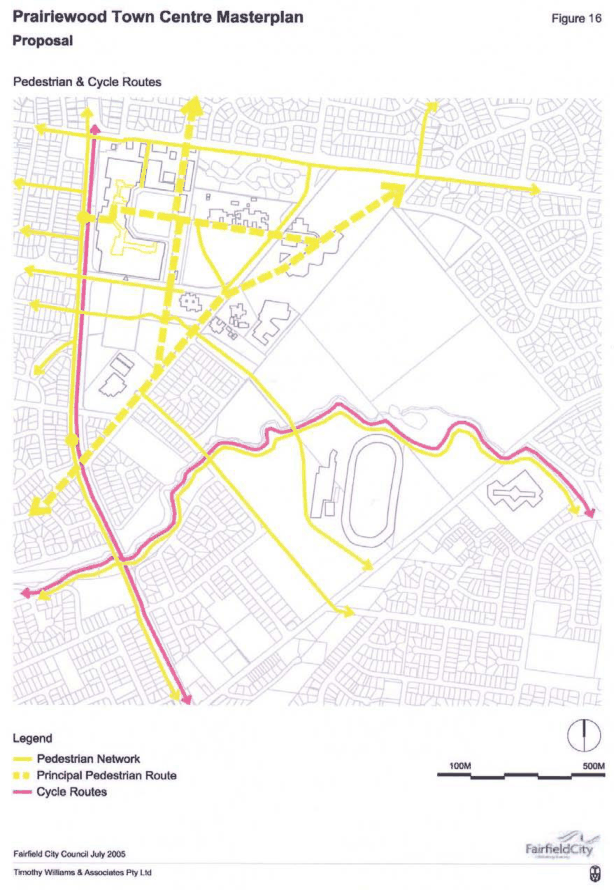 Prairiewood Town Centre Masterplan
Figure 16
Proposal
Pedestrian & Cycle Routes
Legend
Pedestrian Network
Principal Pedestrian Route
Cycle Routes
100M
500M
Fairfield City Council July 2005
Timothy Williams & Associates Pty Ltd
FairfieldCity